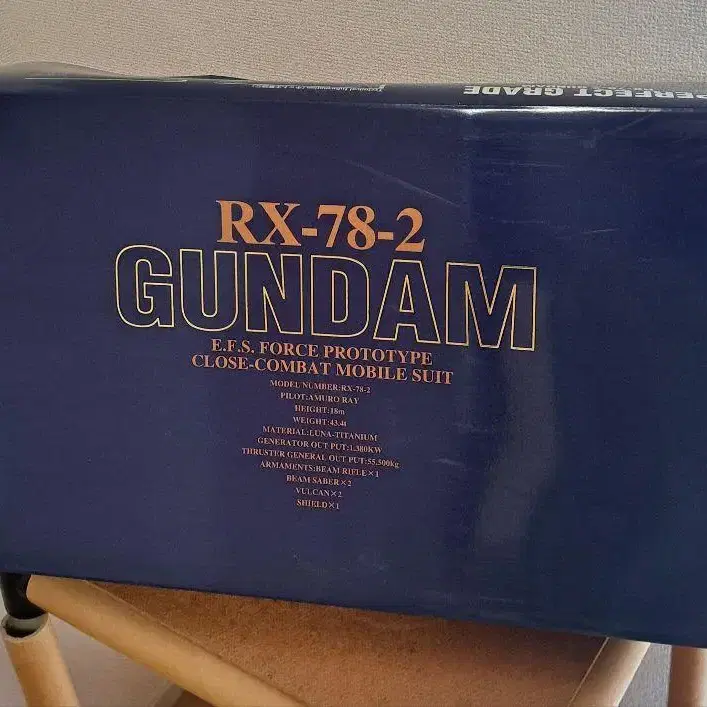 PERFECT GRADE
RX-78-2
GUNDAM
E.F.S. FORCE PROTOTYPE
CLOSE-COMBAT MOBILE SUIT
MODEL NUMBER:RX-78-2
PILOT:AMURO RAY
HEIGHT:18m
WEIGHT:43.4t
MATERIAL:LUNA-TITANIUM
GENERATOR OUT PUT:1.380KW
THRUSTER GENERAL OUT PUT:55.500kg
ARMAMENTS:BEAM RIFLE×1
BEAM SABER×2
VULCAN×2
SHIELD×1